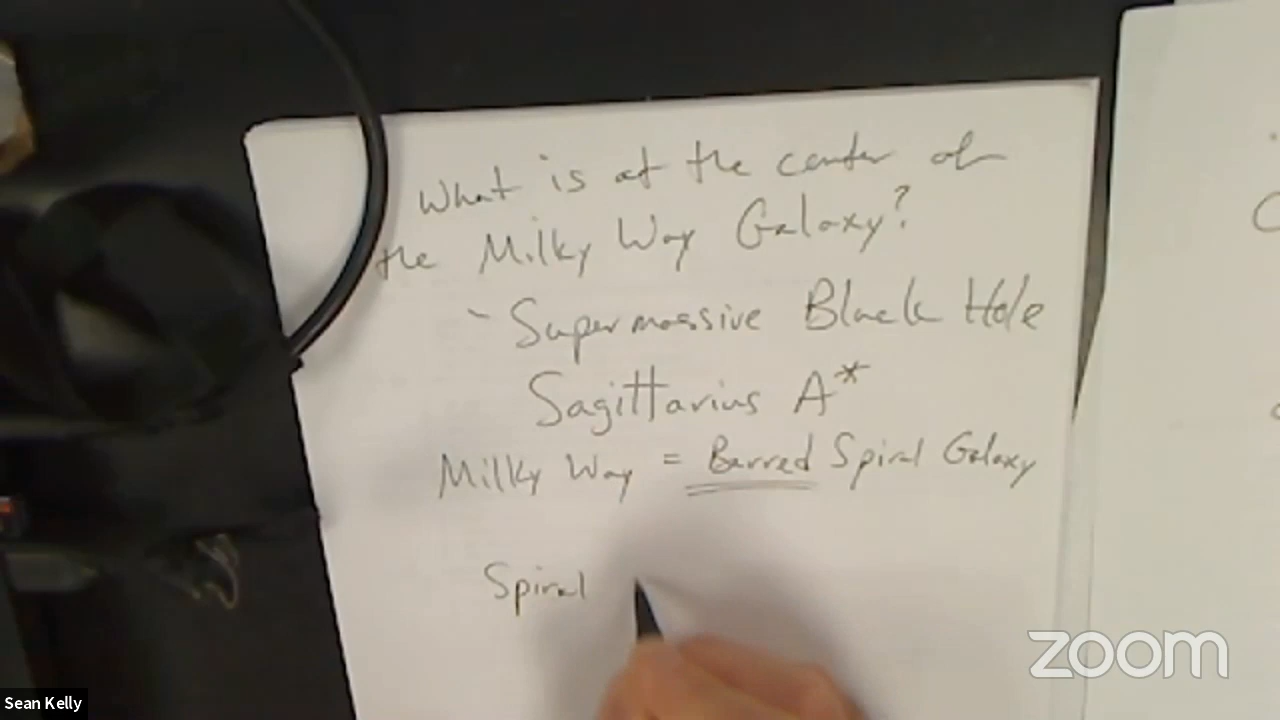 What is at the center of
the Milky Way Galaxy?
- Supermassive Black Hole
Sagittarius A*
Milky Way = Barred Spiral Galaxy
Spiral
zoom
Sean Kelly